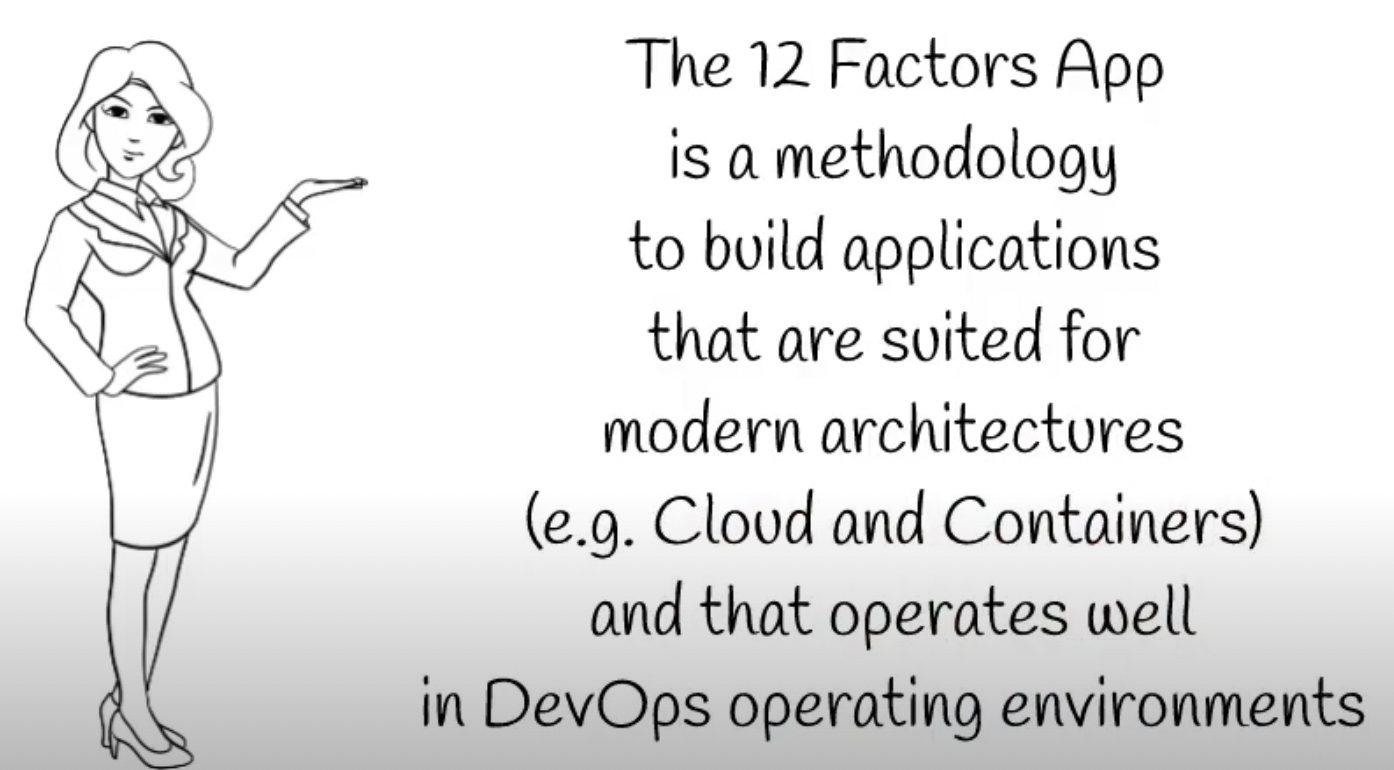 The 12 Factors App
is a methodology
to build applications
that are suited for
modern architectures
(e.g. Cloud and Containers)
and that operates well
in DevOps operating environments